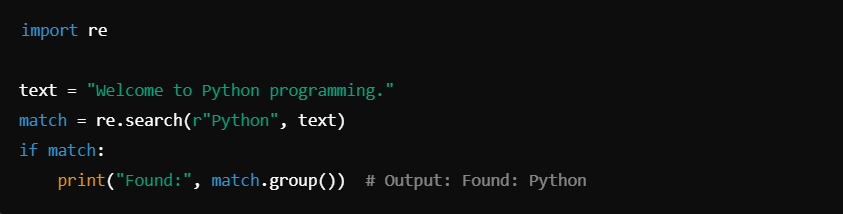 import re
text = "Welcome to Python programming."
match = re.search(r"Python", text)
if match:
    print("Found:", match.group())  # Output: Found: Python